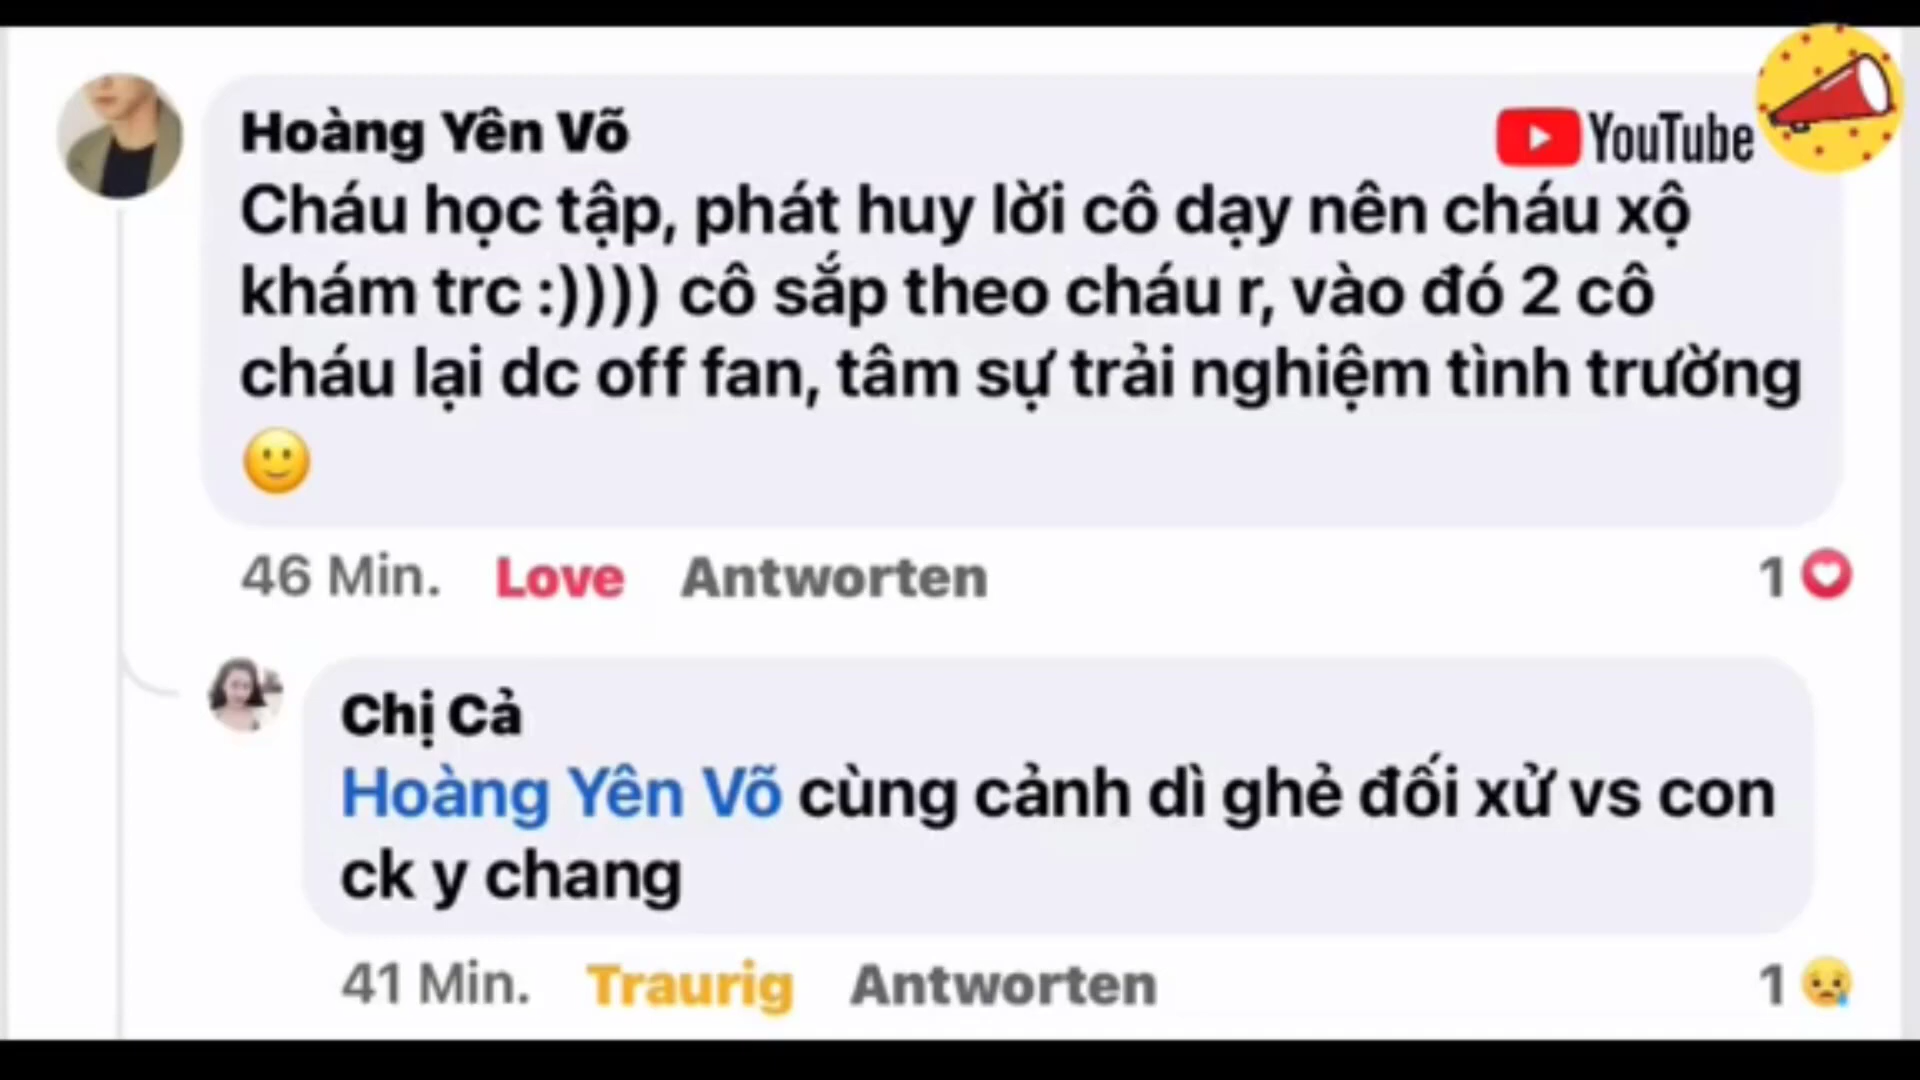 Hoàng Yên Võ
YouTube
Cháu học tập, phát huy lời cô dạy nên cháu xộ
khám trc :)))) cô sắp theo cháu r, vào đó 2 cô
cháu lại dc off fan, tâm sự trải nghiệm tình trường
🙂
46 Min. Love Antworten 1
Chị Cả
Hoàng Yên Võ cùng cảnh dì ghẻ đối xử vs con
ck y chang
41 Min. Traurig Antworten 1